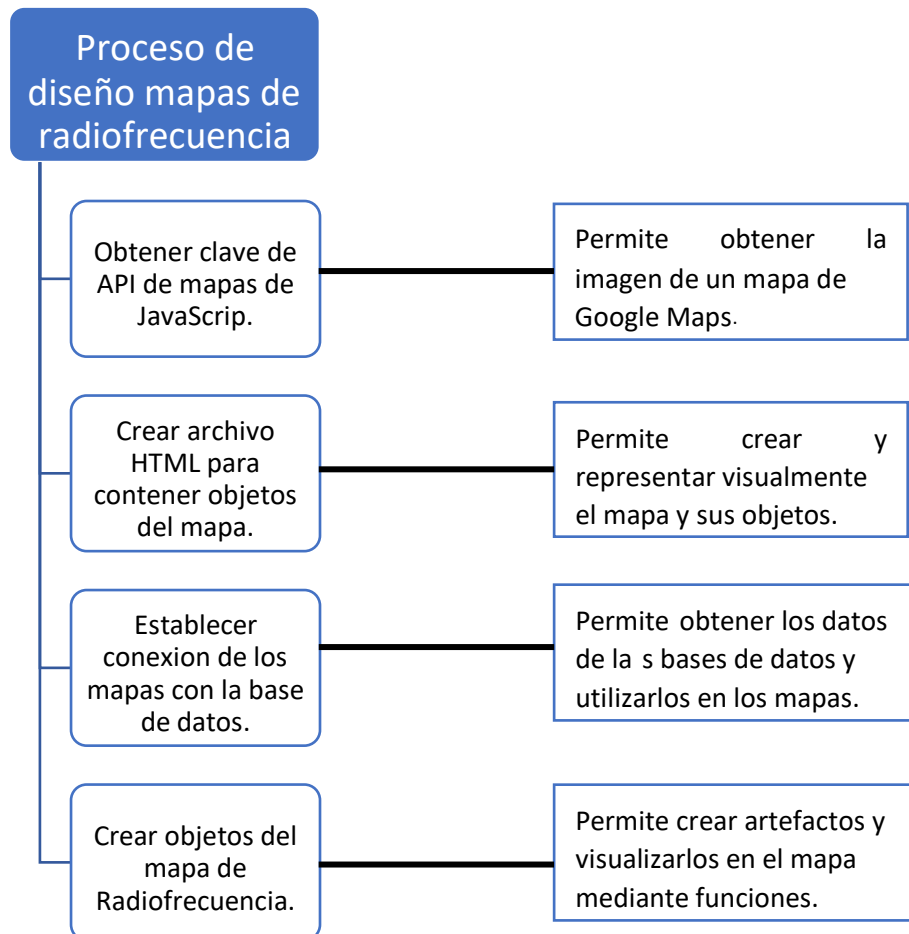 Proceso de
diseño mapas de
radiofrecuencia
Obtener clave de
API de mapas de
JavaScrip.
Permite obtener la
imagen de un mapa de
Google Maps.
Crear archivo
HTML para
contener objetos
del mapa.
Permite crear y
representar visualmente
el mapa y sus objetos.
Establecer
conexion de los
mapas con la base
de datos.
Permite obtener los datos
de la s bases de datos y
utilizarlos en los mapas.
Crear objetos del
mapa de
Radiofrecuencia.
Permite crear artefactos y
visualizarlos en el mapa
mediante funciones.